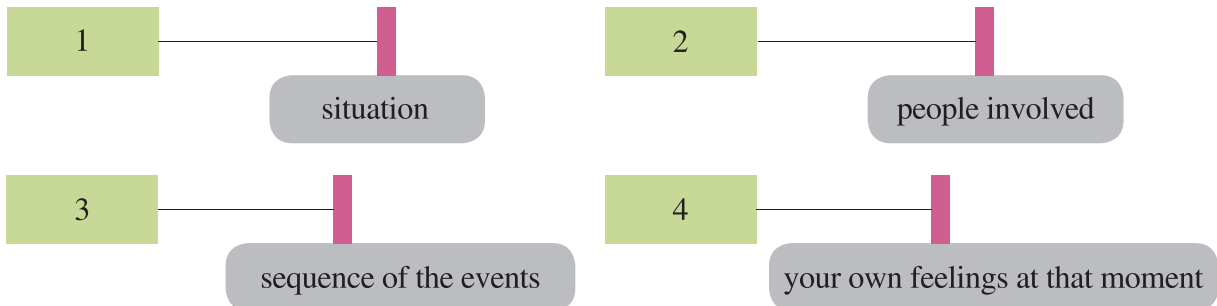 1
situation
2
people involved
3
sequence of the events
4
your own feelings at that moment